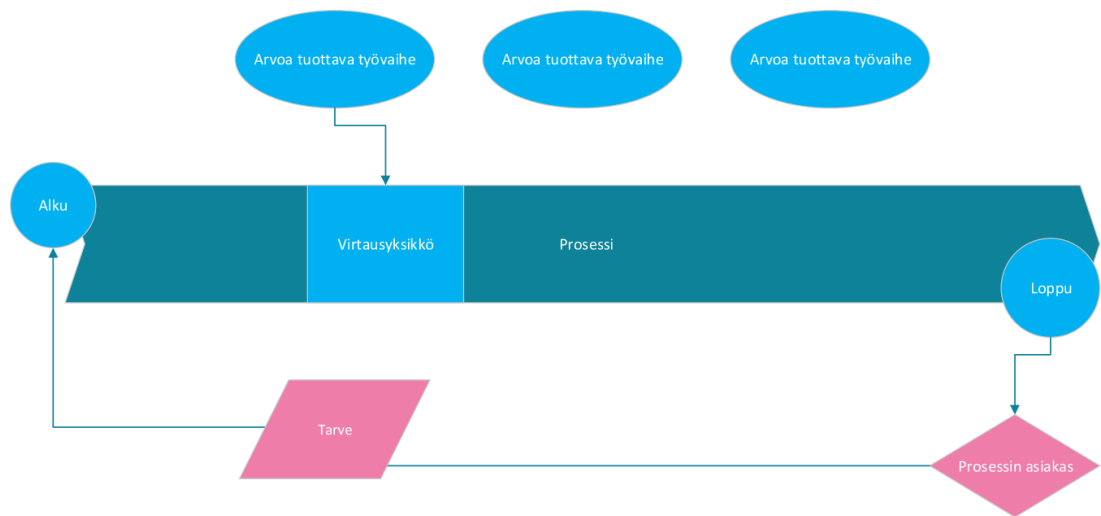 Arvoa tuottava työvaihe
Arvoa tuottava työvaihe
Arvoa tuottava työvaihe
Alku
Virtausyksikkö
Prosessi
Loppu
Tarve
Prosessin asiakas